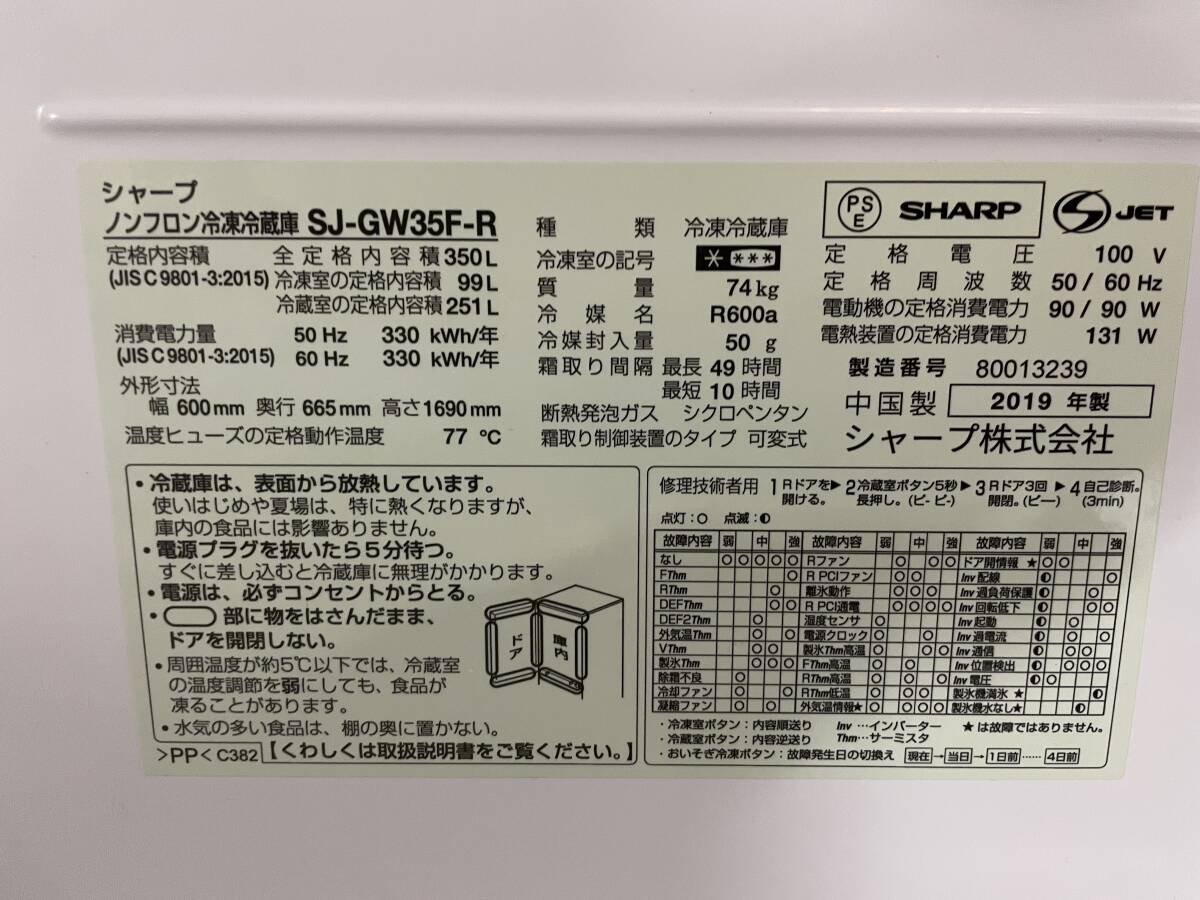 シャープ
ノンフロン冷凍冷蔵庫 SJ-GW35F-R
定格内容積 全定格内容積 350 L
(JIS C 9801-3:2015) 冷凍室の定格内容積 99 L
冷蔵室の定格内容積 251 L
消費電力量 50 Hz 330 kWh/年
(JIS C 9801-3:2015) 60 Hz 330 kWh/年
外形寸法
幅 600 mm 奥行 665 mm 高さ 1690 mm
温度ヒューズの定格動作温度 77 ℃
種類 冷凍冷蔵庫
冷凍室の記号 * ***
質量 74 kg
冷媒名 R600a
冷媒封入量 50 g
霜取り間隔 最長 49 時間
最短 10 時間
断熱発泡ガス シクロペンタン
霜取り制御装置のタイプ 可変式
PS E SHARP S JET
定格電圧 100 V
定格周波数 50 / 60 Hz
電動機の定格消費電力 90 / 90 W
電熱装置の定格消費電力 131 W
製造番号 80013239
中国製 2019 年製
シャープ株式会社
・冷蔵庫は、表面から放熱しています。
使いはじめや夏場は、特に熱くなりますが、
庫内の食品には影響ありません。
・電源プラグを抜いたら5分待つ。
すぐに差し込むと冷蔵庫に無理がかかります。
・電源は、必ずコンセントからとる。
・ 部に物をはさんだまま、
ドアを開閉しない。
ドア 庫内
・周囲温度が約5℃以下では、冷蔵室
の温度調節を弱にしても、食品が
凍ることがあります。
・水気の多い食品は、棚の奥に置かない。
>PP< C382 【くわしくは取扱説明書をご覧ください。】
修理技術者用 1 Rドアを開ける。 ▶ 2 冷蔵室ボタン5秒長押し。(ピ-ピ-) ▶ 3 Rドア3回開閉。(ピー) ▶ 4 自己診断。(3min)
点灯:○ 点滅:◐
故障内容 弱 中 強 故障内容 弱 中 強 故障内容 弱 中 強
なし ○ ○ ○ ○ ○ Rファン ○ ○ ○ ドア開情報 ★ ○ ○
FThm ○ R PCIファン ○ ○ Inv 配線 ◐ ○
RThm ○ 離氷動作 ○ ○ ○ Inv 過負荷保護 ◐ ○
DEFThm ○ ○ R PCI通電 ○ ○ ○ ○ Inv 回転低下 ◐ ○ ○
DEF2Thm ○ 湿度センサ ○ Inv 起動 ◐ ○
外気温Thm ○ ○ 電源クロック ○ ○ Inv 過電流 ◐ ○ ○
VThm ○ ○ 製氷Thm高温 ○ ○ ○ Inv 通信 ◐ ○ ○
製氷Thm ○ ○ ○ FThm高温 ○ ○ Inv 位置検出 ◐ ○ ○ ○
除霜不良 ○ RThm高温 ○ ○ ○ Inv 電圧 ◐ ○
冷却ファン ○ ○ RThm低温 ○ ○ ○ 製氷機満氷 ★ ◐
凝縮ファン ○ ○ 外気温情報★ ○ ○ ○ ○ 製氷機水なし★ ◐
・冷凍室ボタン：内容順送り Inv …インバーター ★は故障ではありません。
・冷蔵室ボタン：内容逆送り Thm…サーミスタ
・おいそぎ冷凍ボタン：故障発生日の切換え 現在→当日→1日前……4日前